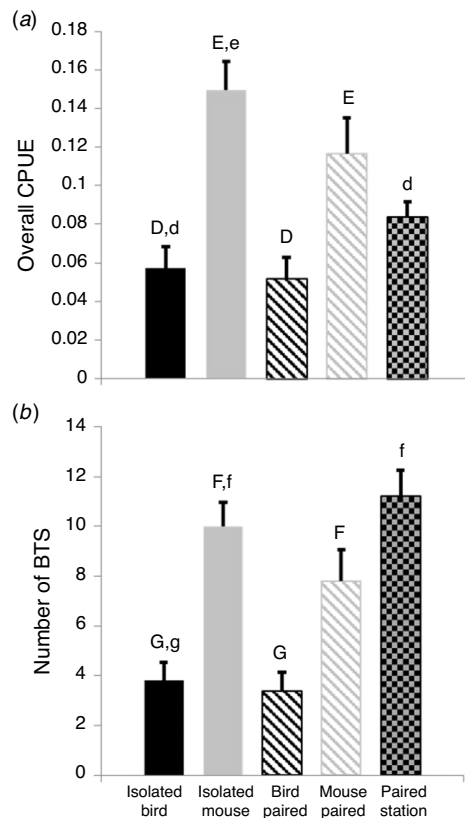 (a)
Overall CPUE
0.18
0.16
0.14
0.12
0.1
0.08
0.06
0.04
0.02
0
D,d
E,e
D
E
d
(b)
Number of BTS
14
12
10
8
6
4
2
0
G,g
F,f
G
F
f
Isolated bird
Isolated mouse
Bird paired
Mouse paired
Paired station